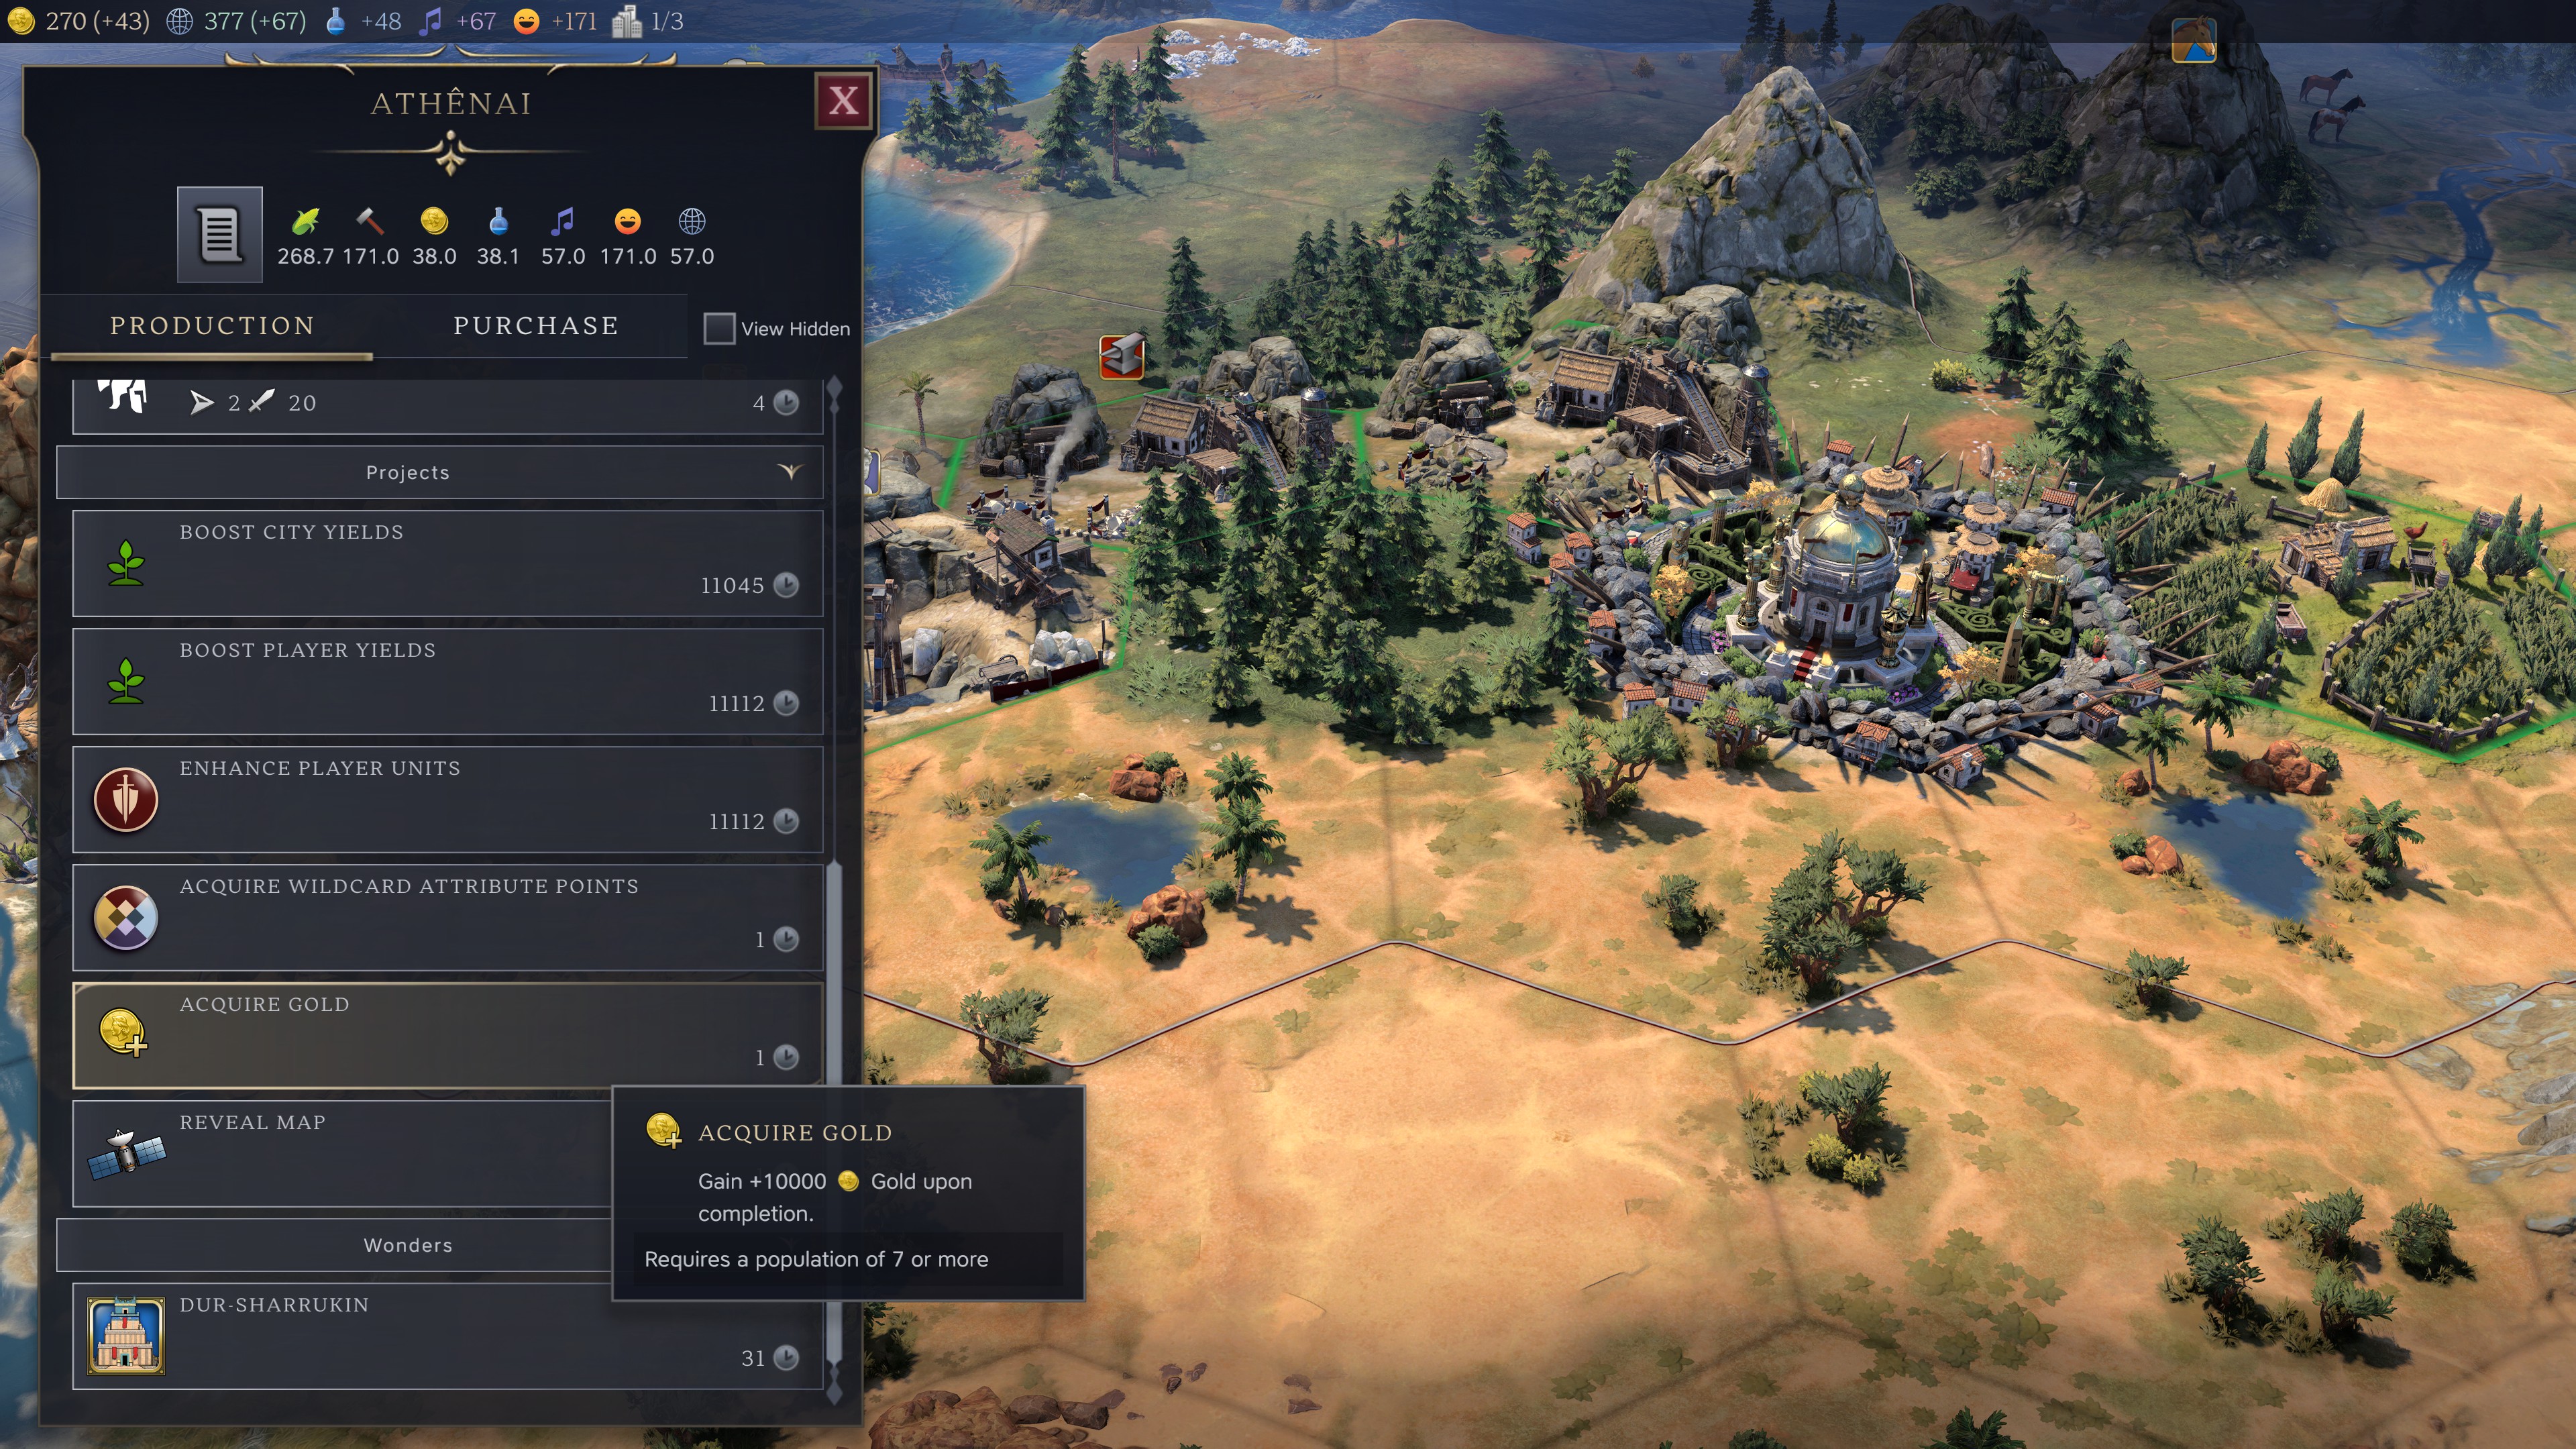 270 (+43) 377 (+67) +48 +67 +171 1/3
ATHÊNAI
X
268.7 171.0 38.0 38.1 57.0 171.0 57.0
PRODUCTION PURCHASE View Hidden
2 20 4
Projects
BOOST CITY YIELDS
11045
BOOST PLAYER YIELDS
11112
ENHANCE PLAYER UNITS
11112
ACQUIRE WILDCARD ATTRIBUTE POINTS
1
ACQUIRE GOLD
1
REVEAL MAP
ACQUIRE GOLD
Gain +10000 Gold upon
completion.
Requires a population of 7 or more
Wonders
DUR-SHARRUKIN
31